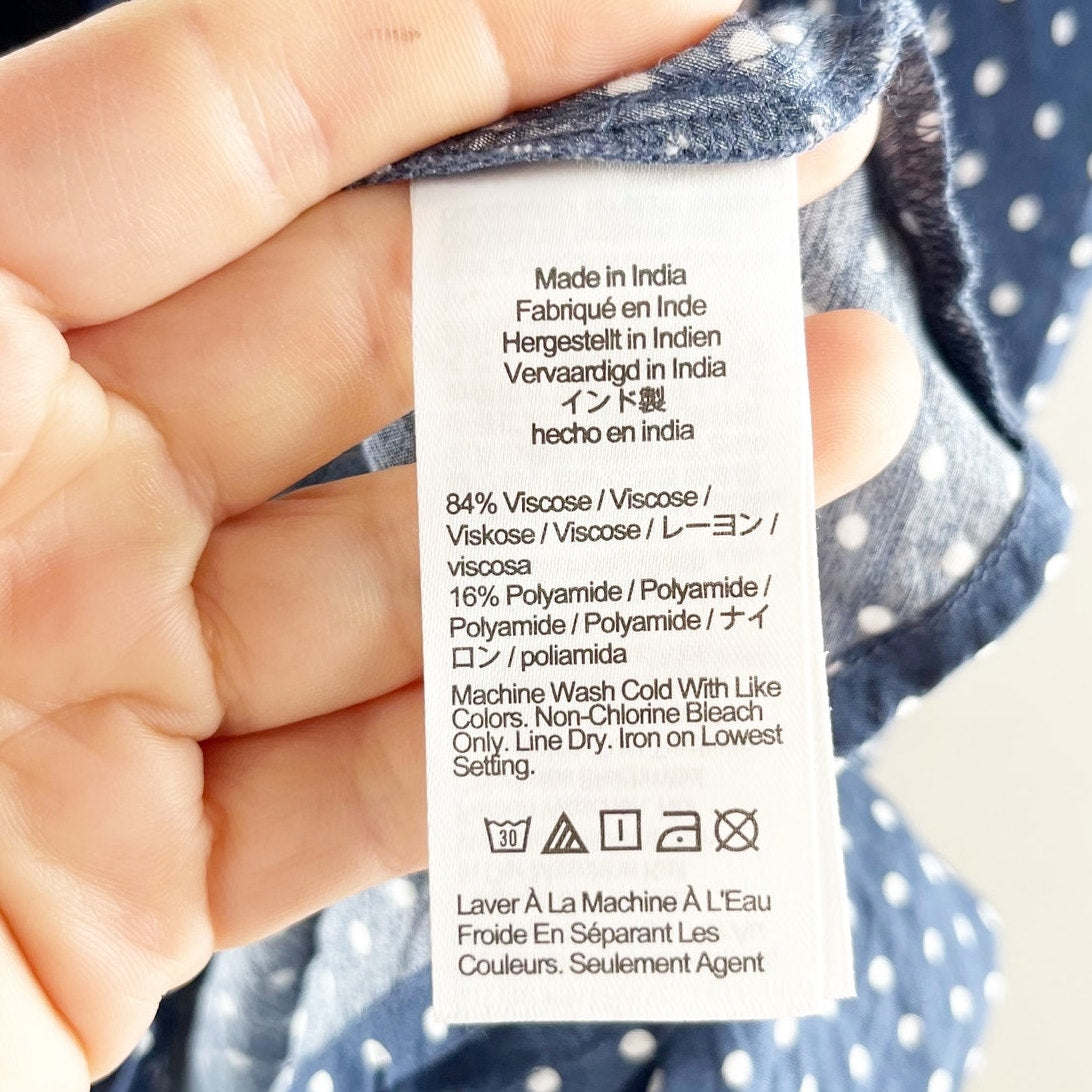 Made in India
Fabriqué en Inde
Hergestellt in Indien
Vervaardigd in India
インド製
hecho en india
84% Viscose / Viscose /
Viskose / Viscose / レーヨン /
viscosa
16% Polyamide / Polyamide /
Polyamide / Polyamide / ナイ
ロン / poliamida
Machine Wash Cold With Like
Colors. Non-Chlorine Bleach
Only. Line Dry. Iron on Lowest
Setting.
30
Laver À La Machine À L'Eau
Froide En Séparant Les
Couleurs. Seulement Agent